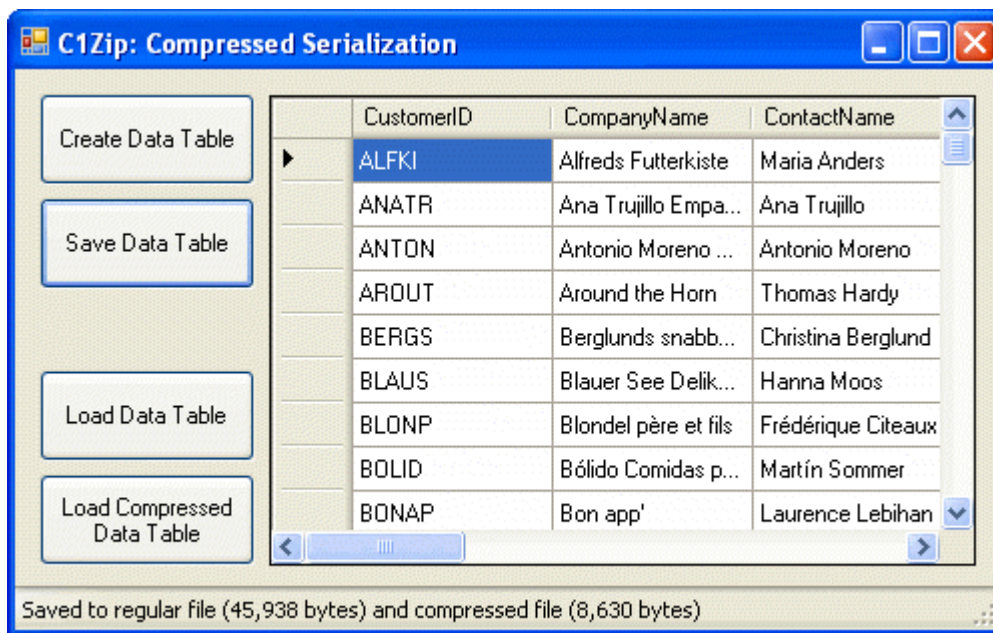 C1Zip: Compressed Serialization
Create Data Table
Save Data Table
Load Data Table
Load Compressed
Data Table
CustomerID CompanyName ContactName
ALFKI Alfreds Futterkiste Maria Anders
ANATR Ana Trujillo Empa... Ana Trujillo
ANTON Antonio Moreno ... Antonio Moreno
AROUT Around the Horn Thomas Hardy
BERGS Berglunds snabb... Christina Berglund
BLAUS Blauer See Delik... Hanna Moos
BLONP Blondel père et fils Frédérique Citeaux
BOLID Bólido Comidas p... Martín Sommer
BONAP Bon app' Laurence Lebihan
Saved to regular file (45,938 bytes) and compressed file (8,630 bytes)